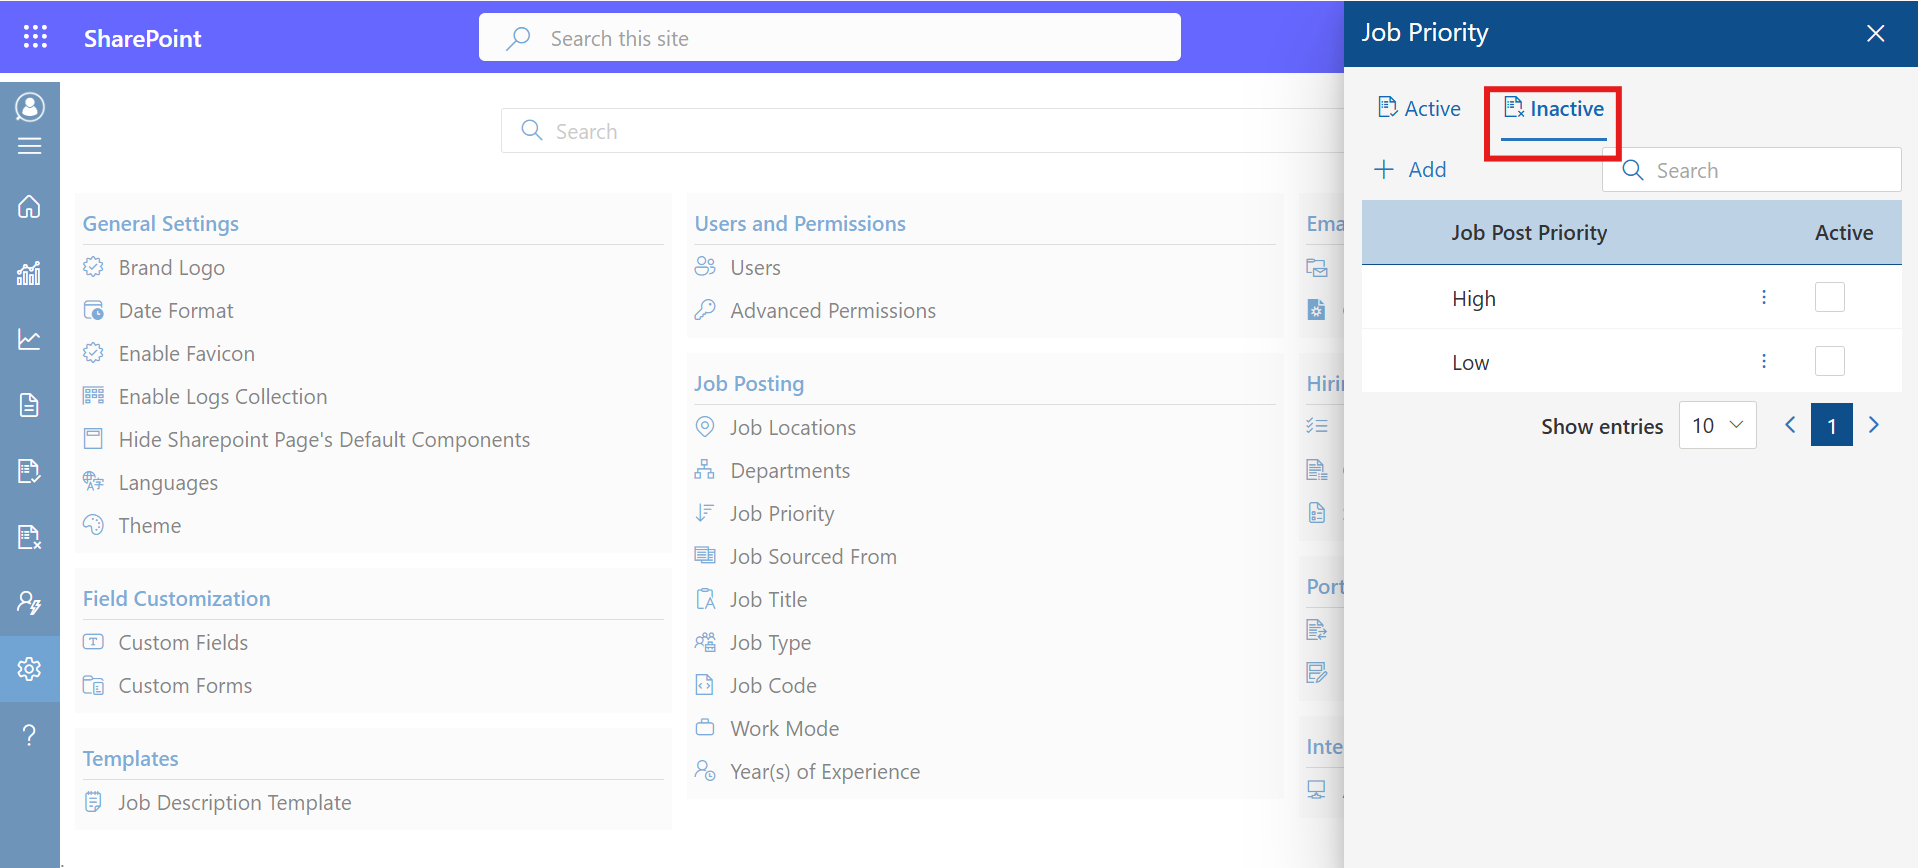 SharePoint
Search this site
Job Priority
Active
Inactive
Add
Search
Job Post Priority
Active
High
Low
Show entries
10
1
Search
General Settings
Brand Logo
Date Format
Enable Favicon
Enable Logs Collection
Hide Sharepoint Page's Default Components
Languages
Theme
Field Customization
Custom Fields
Custom Forms
Templates
Job Description Template
Users and Permissions
Users
Advanced Permissions
Job Posting
Job Locations
Departments
Job Priority
Job Sourced From
Job Title
Job Type
Job Code
Work Mode
Year(s) of Experience
Ema
Hirin
Port
Inte